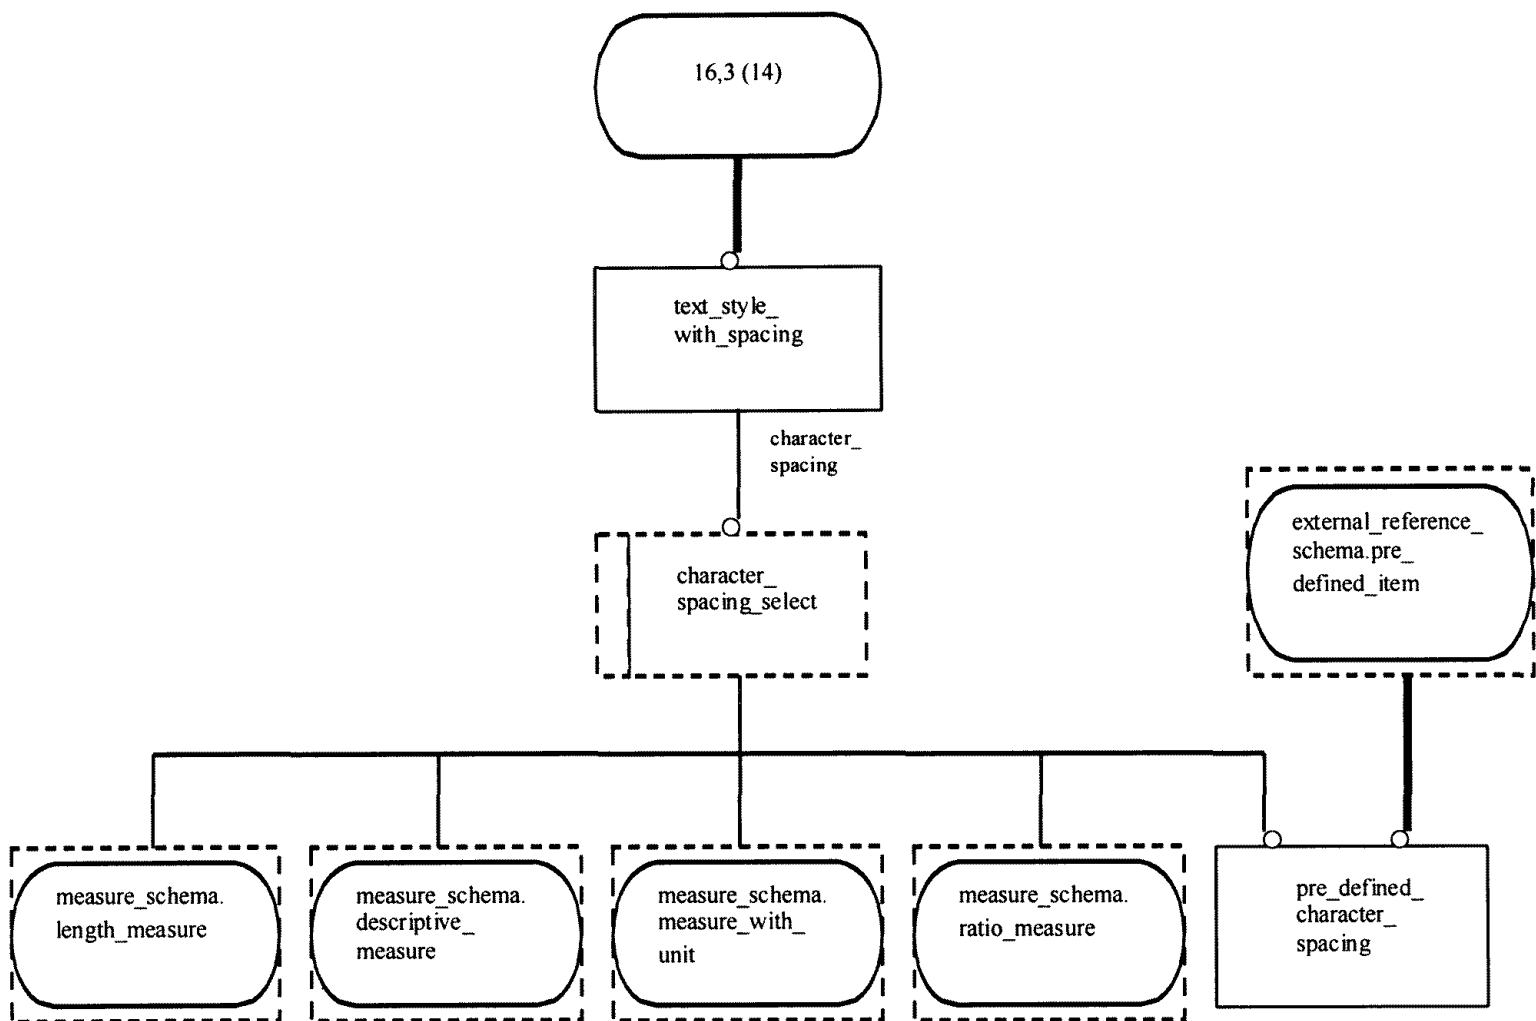 16,3 (14)
text_style_
with_spacing
character_
spacing
external_reference_
schema.pre_
defined_item
character_
spacing_select
measure_schema.
length_measure
measure_schema.
descriptive_
measure
measure_schema.
measure_with_
unit
measure_schema.
ratio_measure
pre_defined_
character_
spacing